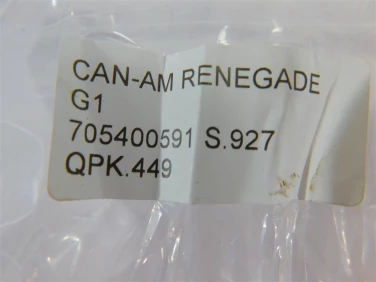 CAN-AM RENEGADE
G1
705400591 S.927
QPK.449